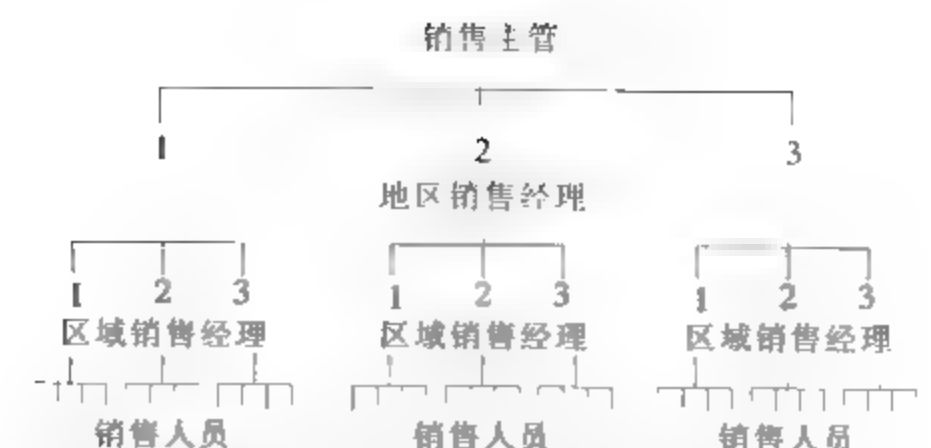 销售主管
1 2 3
地区销售经理
1 2 3 1 2 3 1 2 3
区域销售经理 区域销售经理 区域销售经理
销售人员 销售人员 销售人员